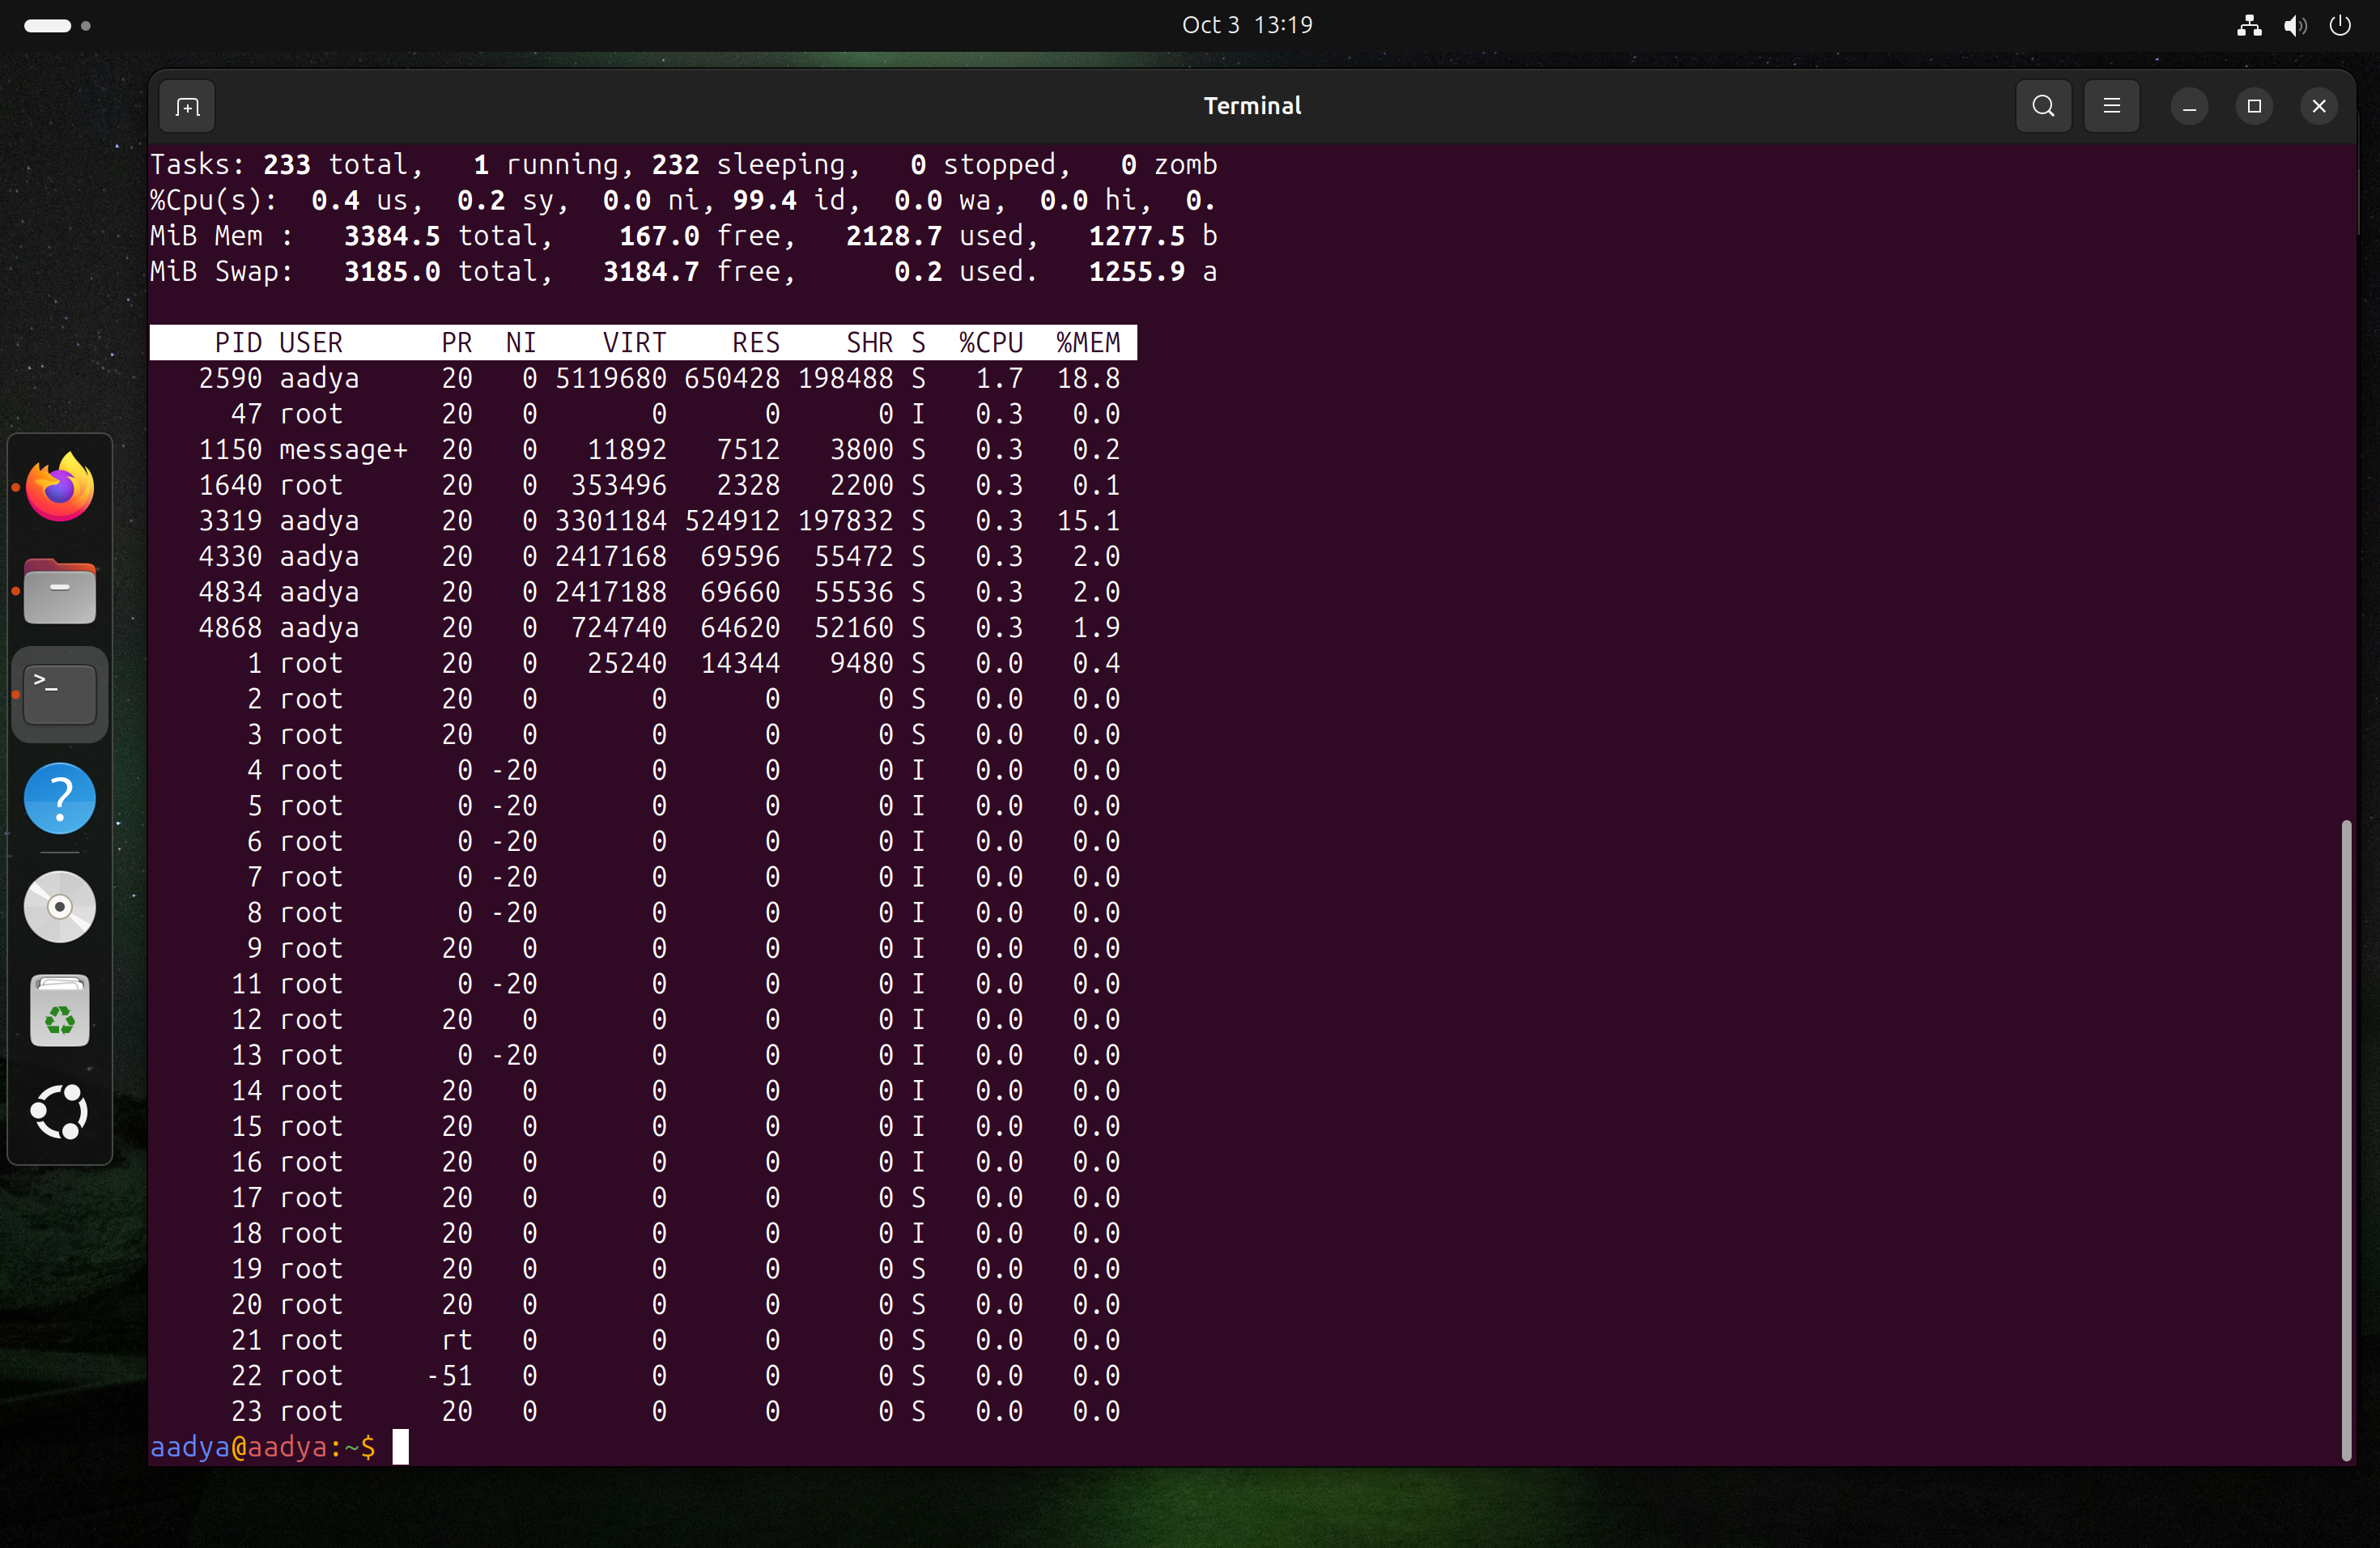 Oct 3  13:19
Terminal
Tasks: 233 total,   1 running, 232 sleeping,   0 stopped,   0 zomb
%Cpu(s):  0.4 us,  0.2 sy,  0.0 ni, 99.4 id,  0.0 wa,  0.0 hi,  0.
MiB Mem :   3384.5 total,    167.0 free,   2128.7 used,   1277.5 b
MiB Swap:   3185.0 total,   3184.7 free,      0.2 used.   1255.9 a
PID USER      PR  NI    VIRT    RES    SHR S  %CPU  %MEM
2590 aadya     20   0 5119680 650428 198488 S   1.7  18.8
47 root      20   0       0      0      0 I   0.3   0.0
1150 message+  20   0   11892   7512   3800 S   0.3   0.2
1640 root      20   0  353496   2328   2200 S   0.3   0.1
3319 aadya     20   0 3301184 524912 197832 S   0.3  15.1
4330 aadya     20   0 2417168  69596  55472 S   0.3   2.0
4834 aadya     20   0 2417188  69660  55536 S   0.3   2.0
4868 aadya     20   0  724740  64620  52160 S   0.3   1.9
1 root      20   0   25240  14344   9480 S   0.0   0.4
2 root      20   0       0      0      0 S   0.0   0.0
3 root      20   0       0      0      0 S   0.0   0.0
4 root       0 -20       0      0      0 I   0.0   0.0
5 root       0 -20       0      0      0 I   0.0   0.0
6 root       0 -20       0      0      0 I   0.0   0.0
7 root       0 -20       0      0      0 I   0.0   0.0
8 root       0 -20       0      0      0 I   0.0   0.0
9 root      20   0       0      0      0 I   0.0   0.0
11 root       0 -20       0      0      0 I   0.0   0.0
12 root      20   0       0      0      0 I   0.0   0.0
13 root       0 -20       0      0      0 I   0.0   0.0
14 root      20   0       0      0      0 I   0.0   0.0
15 root      20   0       0      0      0 I   0.0   0.0
16 root      20   0       0      0      0 I   0.0   0.0
17 root      20   0       0      0      0 S   0.0   0.0
18 root      20   0       0      0      0 I   0.0   0.0
19 root      20   0       0      0      0 S   0.0   0.0
20 root      20   0       0      0      0 S   0.0   0.0
21 root      rt   0       0      0      0 S   0.0   0.0
22 root     -51   0       0      0      0 S   0.0   0.0
23 root      20   0       0      0      0 S   0.0   0.0
aadya@aadya:~$